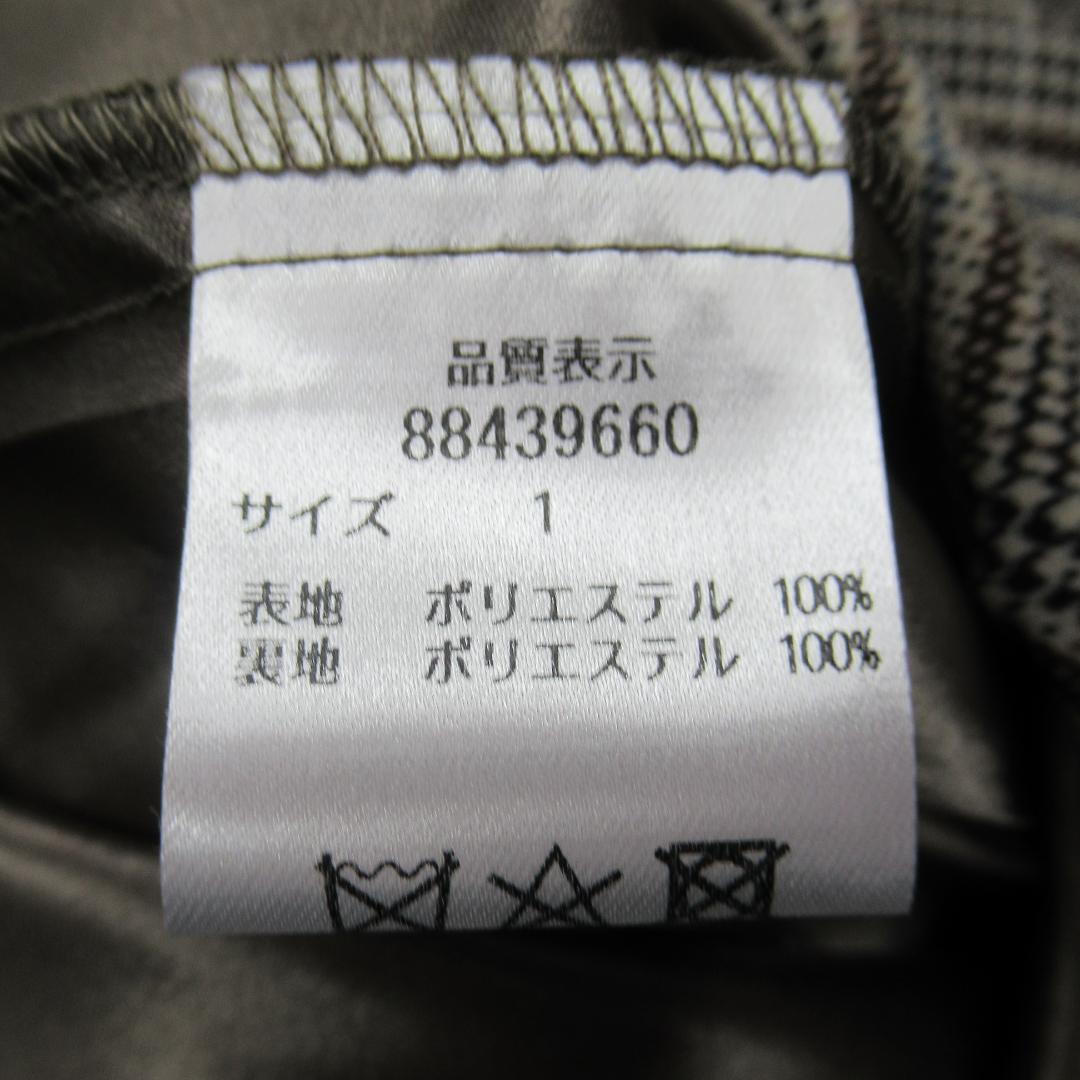 品質表示
88439660
サイズ 1
表地 ポリエステル 100%
裏地 ポリエステル 100%